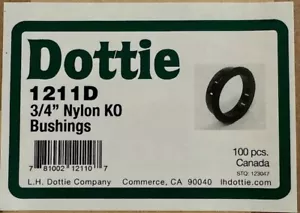 Dottie
1211D
3/4" Nylon KO
Bushings
7 81002 12110 7
100 pcs.
Canada
STQ: 123047
L.H. Dottie Company Commerce, CA 90040 lhdottie.com